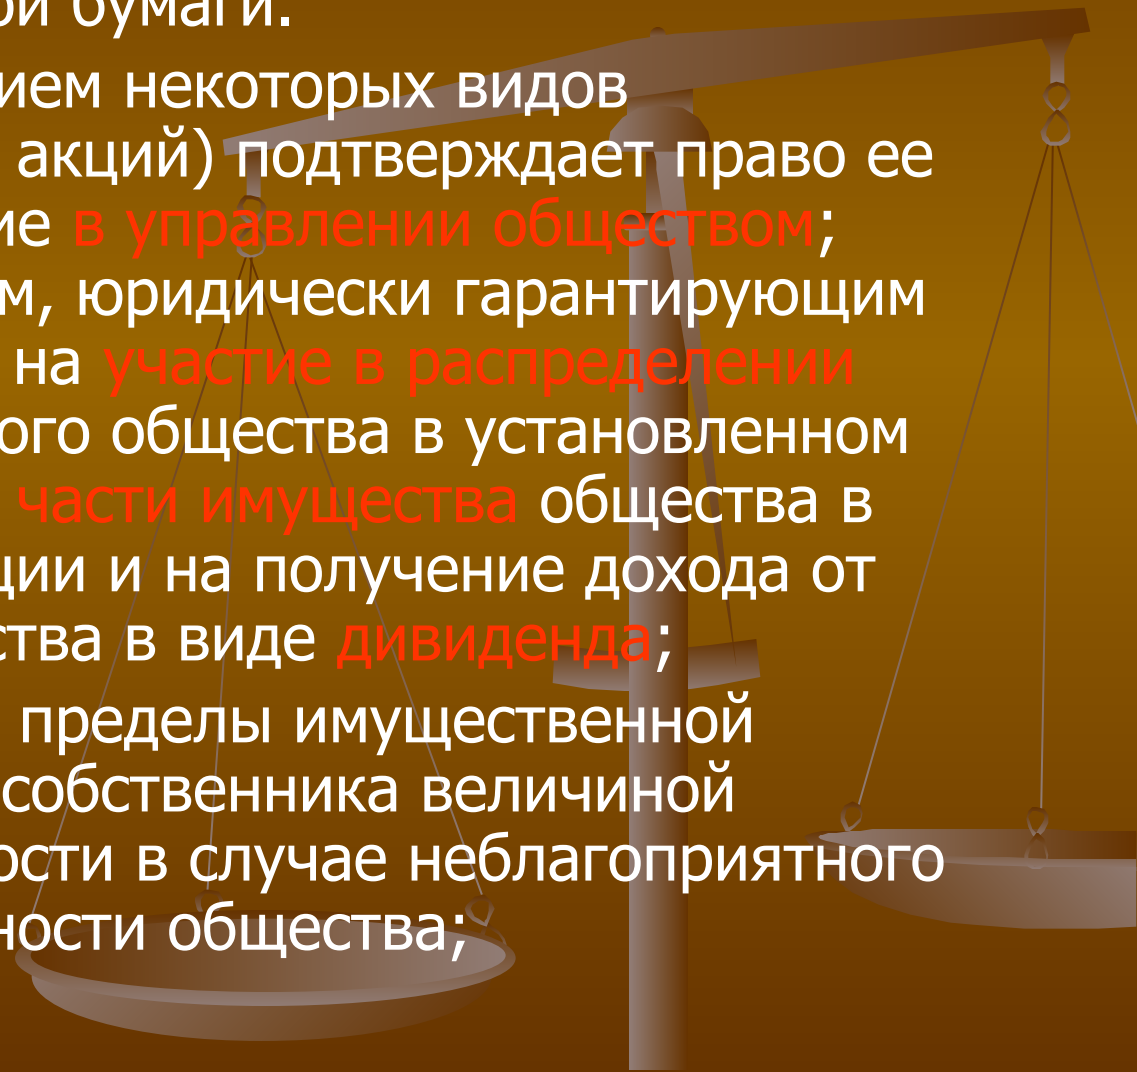 ой бумаги.
ием некоторых видов
акций) подтверждает право ее
ие в управлении обществом;
м, юридически гарантирующим
на участие в распределении
ого общества в установленном
части имущества общества в
ции и на получение дохода от
ства в виде дивиденда;
пределы имущественной
собственника величиной
ости в случае неблагоприятного
ности общества;